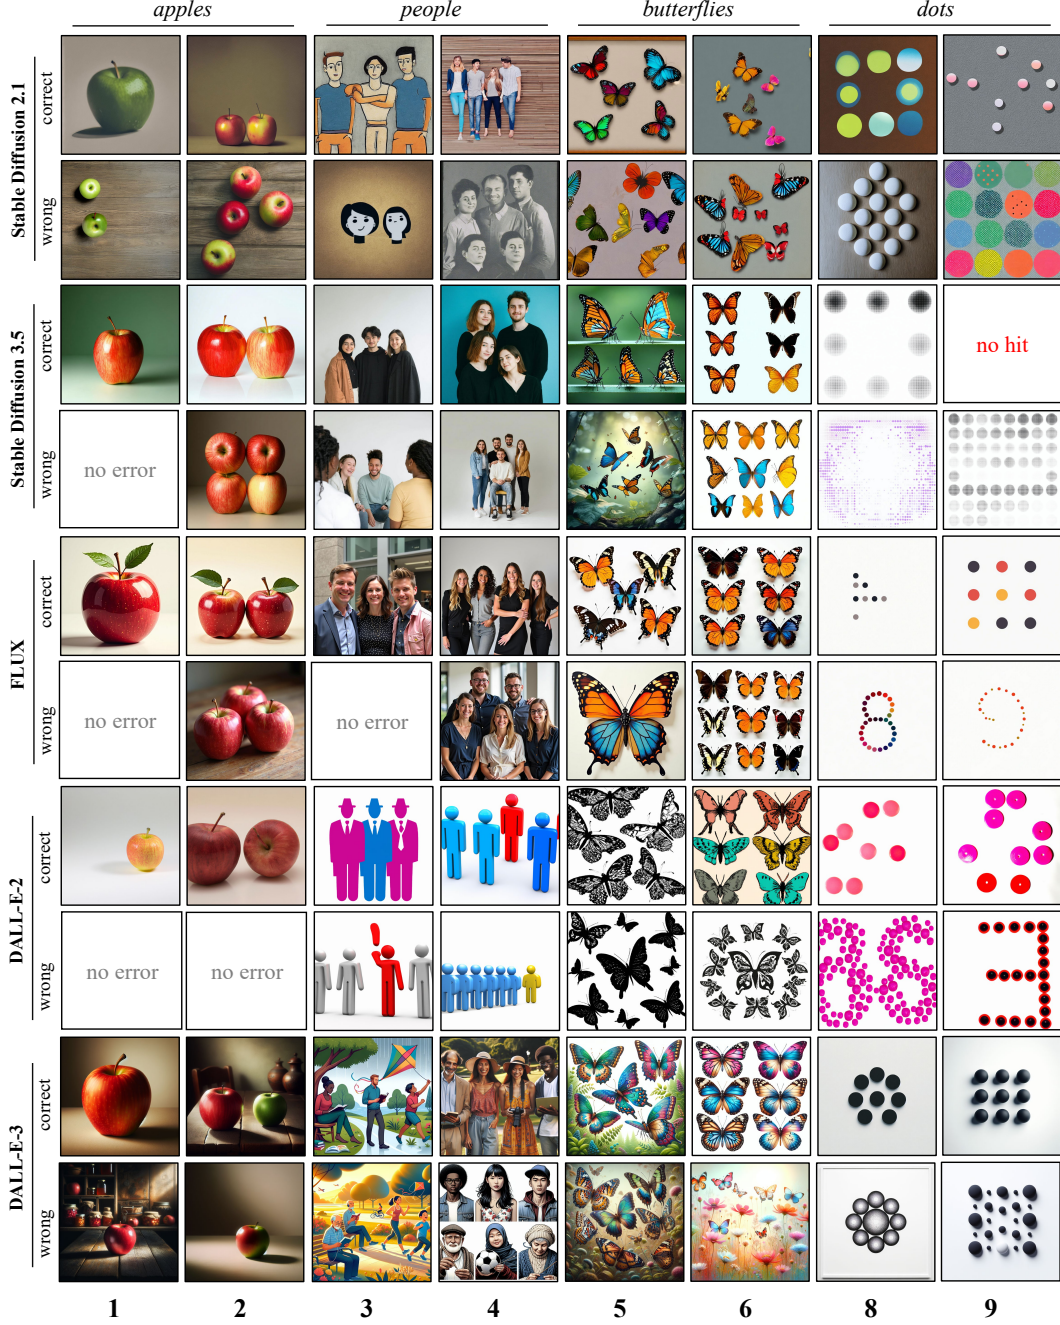 apples people butterflies dots
Stable Diffusion 2.1
correct
wrong
Stable Diffusion 3.5
correct
no hit
wrong
no error
FLUX
correct
wrong
no error no error
DALL-E-2
correct
wrong
no error no error
DALL-E-3
correct
wrong
1 2 3 4 5 6 8 9